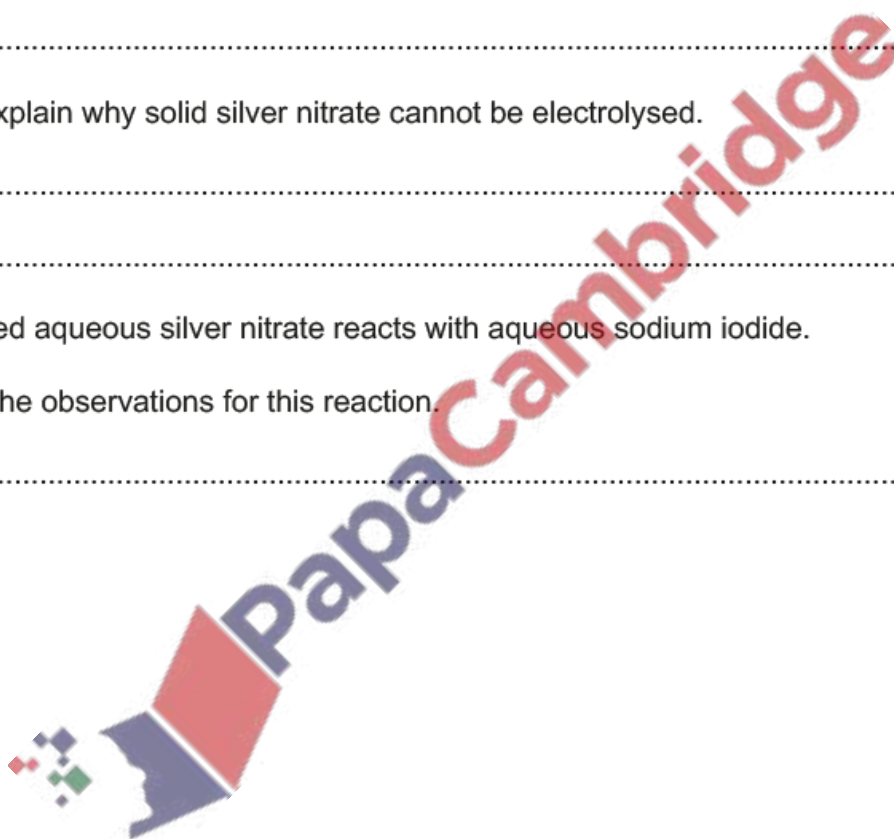 xplain why solid silver nitrate cannot be electrolysed.
ed aqueous silver nitrate reacts with aqueous sodium iodide.
he observations for this reaction.
PapaCambridge